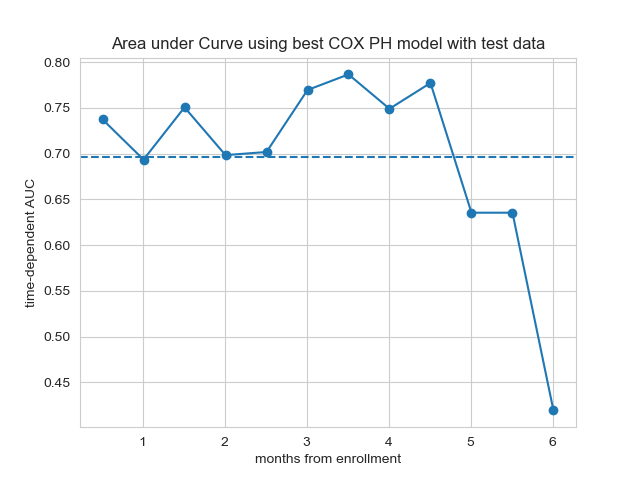 Area under Curve using best COX PH model with test data
time-dependent AUC
0.80
0.75
0.70
0.65
0.60
0.55
0.50
0.45
1 2 3 4 5 6
months from enrollment